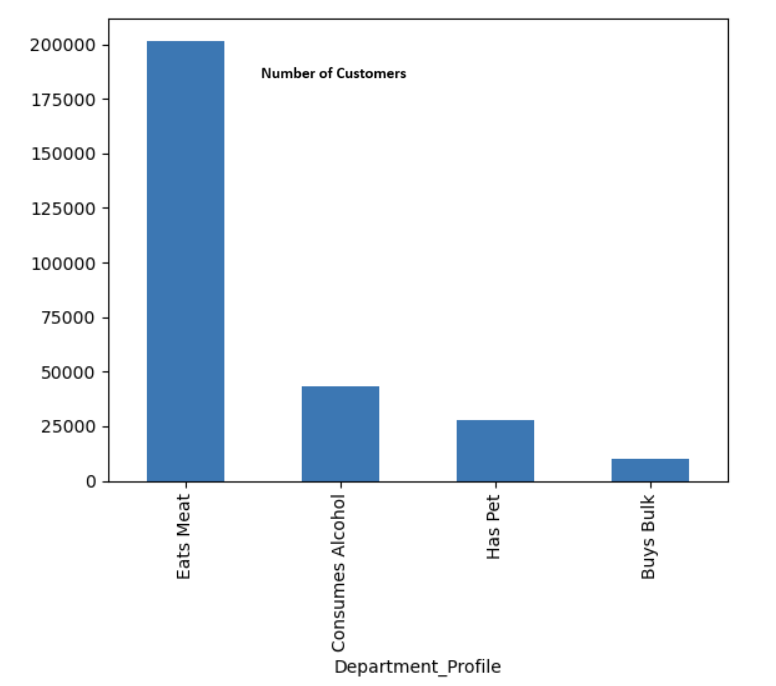 200000
Number of Customers
175000
150000
125000
100000
75000
50000
25000
0
Eats Meat
Consumes Alcohol
Has Pet
Buys Bulk
Department_Profile